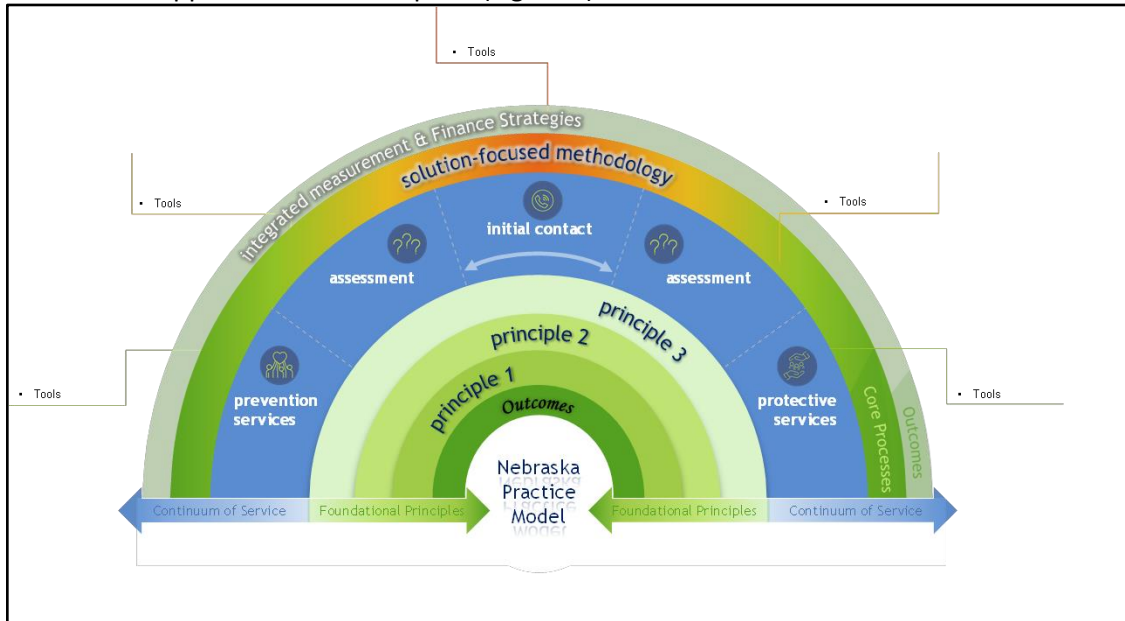 ▪ Tools
▪ Tools
▪ Tools
integrated measurement & Finance Strategies
solution-focused methodology
initial contact
assessment
assessment
prevention
services
protective
services
principle 3
principle 2
principle 1
Outcomes
▪ Tools
▪ Tools
Core Processes
Outcomes
Nebraska
Practice
Model
Continuum of Service
Foundational Principles
Foundational Principles
Continuum of Service